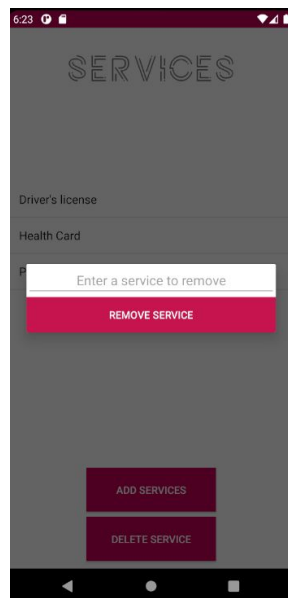 6:23
SERVICES
Driver's license
Health Card
P
Enter a service to remove
REMOVE SERVICE
ADD SERVICES
DELETE SERVICE